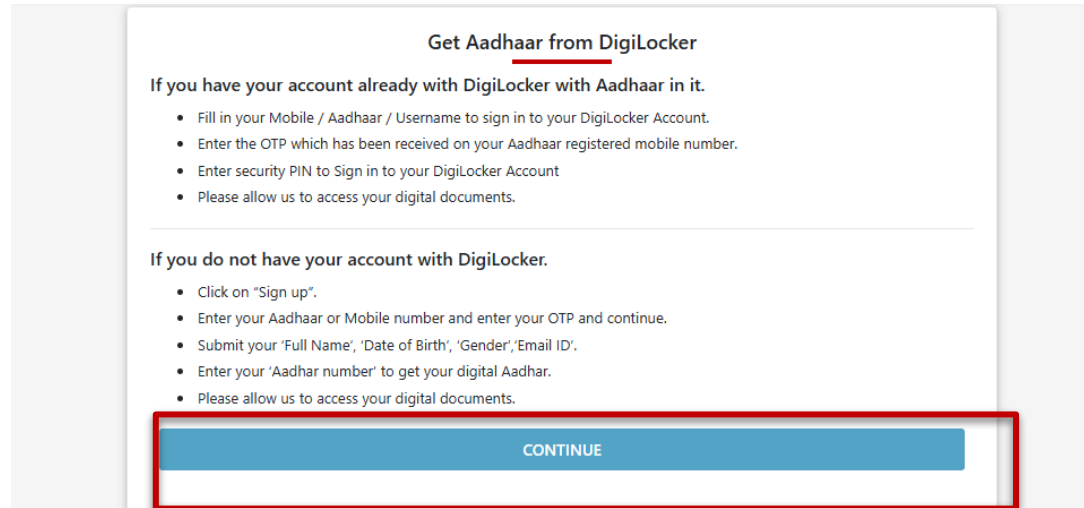 Get Aadhaar from DigiLocker
If you have your account already with DigiLocker with Aadhaar in it.
• Fill in your Mobile / Aadhaar / Username to sign in to your DigiLocker Account.
• Enter the OTP which has been received on your Aadhaar registered mobile number.
• Enter security PIN to Sign in to your DigiLocker Account
• Please allow us to access your digital documents.
If you do not have your account with DigiLocker.
• Click on “Sign up”.
• Enter your Aadhaar or Mobile number and enter your OTP and continue.
• Submit your ‘Full Name’, ‘Date of Birth’, ‘Gender’,‘Email ID’.
• Enter your ‘Aadhar number’ to get your digital Aadhar.
• Please allow us to access your digital documents.
CONTINUE